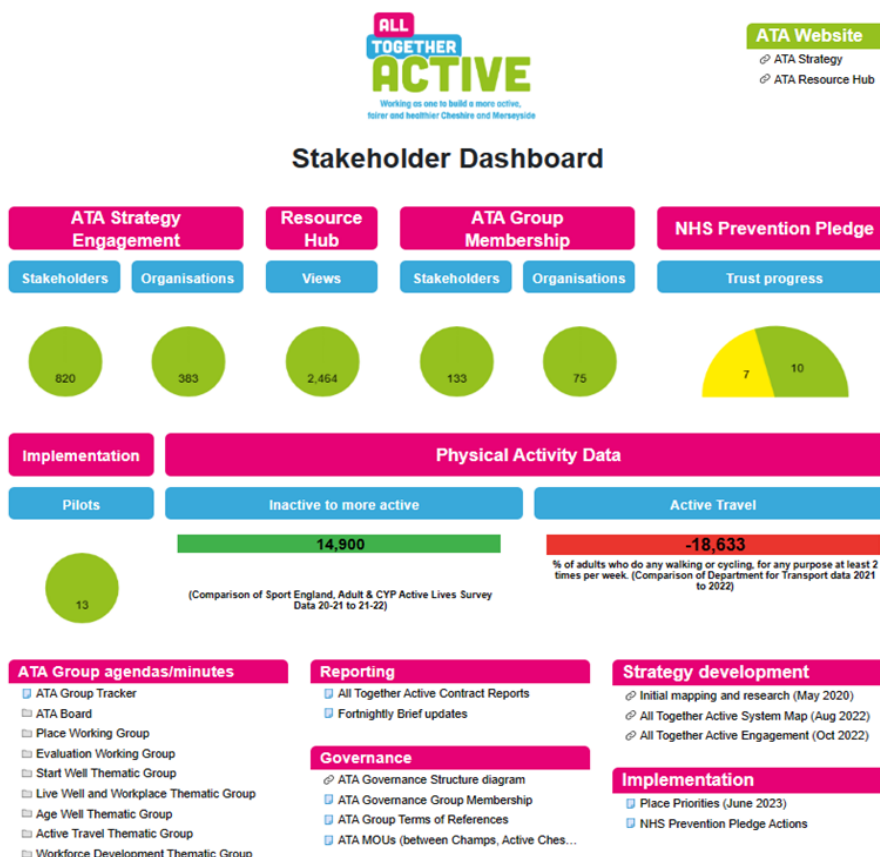 ALL
TOGETHER
ACTIVE
Working as one to build a more active,
fairer and healthier Cheshire and Merseyside
ATA Website
ATA Strategy
ATA Resource Hub
Stakeholder Dashboard
ATA Strategy
Engagement
Resource
Hub
ATA Group
Membership
NHS Prevention Pledge
Stakeholders
Organisations
Views
Stakeholders
Organisations
Trust progress
820
383
2,464
133
75
7
10
Implementation
Physical Activity Data
Pilots
Inactive to more active
Active Travel
13
14,900
(Comparison of Sport England, Adult & CYP Active Lives Survey
Data 20-21 to 21-22)
-18,633
% of adults who do any walking or cycling, for any purpose at least 2
times per week. (Comparison of Department for Transport data 2021
to 2022)
ATA Group agendas/minutes
ATA Group Tracker
ATA Board
Place Working Group
Evaluation Working Group
Start Well Thematic Group
Live Well and Workplace Thematic Group
Age Well Thematic Group
Active Travel Thematic Group
Workforce Development Thematic Group
Reporting
All Together Active Contract Reports
Fortnightly Brief updates
Governance
ATA Governance Structure diagram
ATA Governance Group Membership
ATA Group Terms of References
ATA MOUs (between Champs, Active Ches...
Strategy development
Initial mapping and research (May 2020)
All Together Active System Map (Aug 2022)
All Together Active Engagement (Oct 2022)
Implementation
Place Priorities (June 2023)
NHS Prevention Pledge Actions